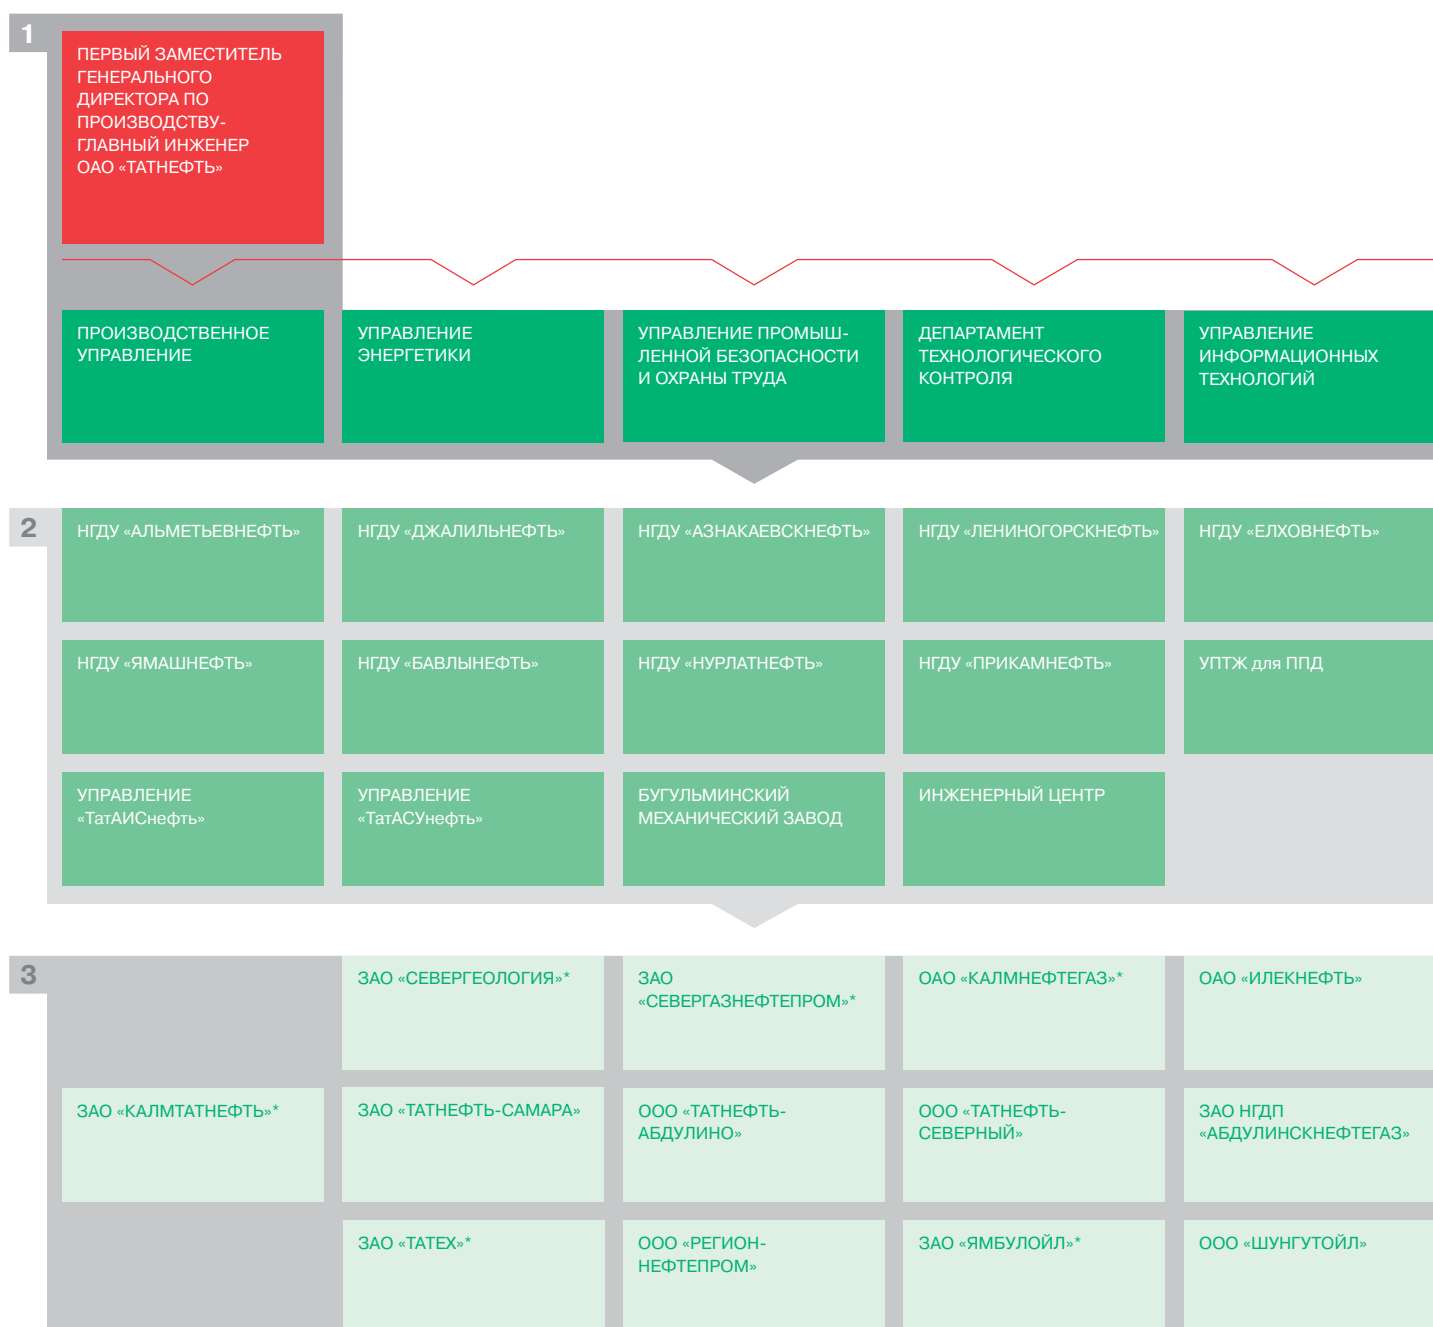 1
ПЕРВЫЙ ЗАМЕСТИТЕЛЬ
ГЕНЕРАЛЬНОГО
ДИРЕКТОРА ПО
ПРОИЗВОДСТВУ-
ГЛАВНЫЙ ИНЖЕНЕР
ОАО «ТАТНЕФТЬ»
ПРОИЗВОДСТВЕННОЕ
УПРАВЛЕНИЕ
УПРАВЛЕНИЕ
ЭНЕРГЕТИКИ
УПРАВЛЕНИЕ ПРОМЫШ-
ЛЕННОЙ БЕЗОПАСНОСТИ
И ОХРАНЫ ТРУДА
ДЕПАРТАМЕНТ
ТЕХНОЛОГИЧЕСКОГО
КОНТРОЛЯ
УПРАВЛЕНИЕ
ИНФОРМАЦИОННЫХ
ТЕХНОЛОГИЙ
2
НГДУ «АЛЬМЕТЬЕВНЕФТЬ»
НГДУ «ДЖАЛИЛЬНЕФТЬ»
НГДУ «АЗНАКАЕВСКНЕФТЬ»
НГДУ «ЛЕНИНОГОРСКНЕФТЬ»
НГДУ «ЕЛХОВНЕФТЬ»
НГДУ «ЯМАШНЕФТЬ»
НГДУ «БАВЛЫНЕФТЬ»
НГДУ «НУРЛАТНЕФТЬ»
НГДУ «ПРИКАМНЕФТЬ»
УПТЖ для ППД
УПРАВЛЕНИЕ
«ТатАИСнефть»
УПРАВЛЕНИЕ
«ТатАСУнефть»
БУГУЛЬМИНСКИЙ
МЕХАНИЧЕСКИЙ ЗАВОД
ИНЖЕНЕРНЫЙ ЦЕНТР
3
ЗАО «СЕВЕРГЕОЛОГИЯ»*
ЗАО
«СЕВЕРГАЗНЕФТЕПРОМ»*
ОАО «КАЛМНЕФТЕГАЗ»*
ОАО «ИЛЕКНЕФТЬ»
ЗАО «КАЛМТАТНЕФТЬ»*
ЗАО «ТАТНЕФТЬ-САМАРА»
ООО «ТАТНЕФТЬ-
АБДУЛИНО»
ООО «ТАТНЕФТЬ-
СЕВЕРНЫЙ»
ЗАО НГДП
«АБДУЛИНСКНЕФТЕГАЗ»
ЗАО «ТАТЕХ»*
ООО «РЕГИОН-
НЕФТЕПРОМ»
ЗАО «ЯМБУЛОЙЛ»*
ООО «ШУНГУТОЙЛ»